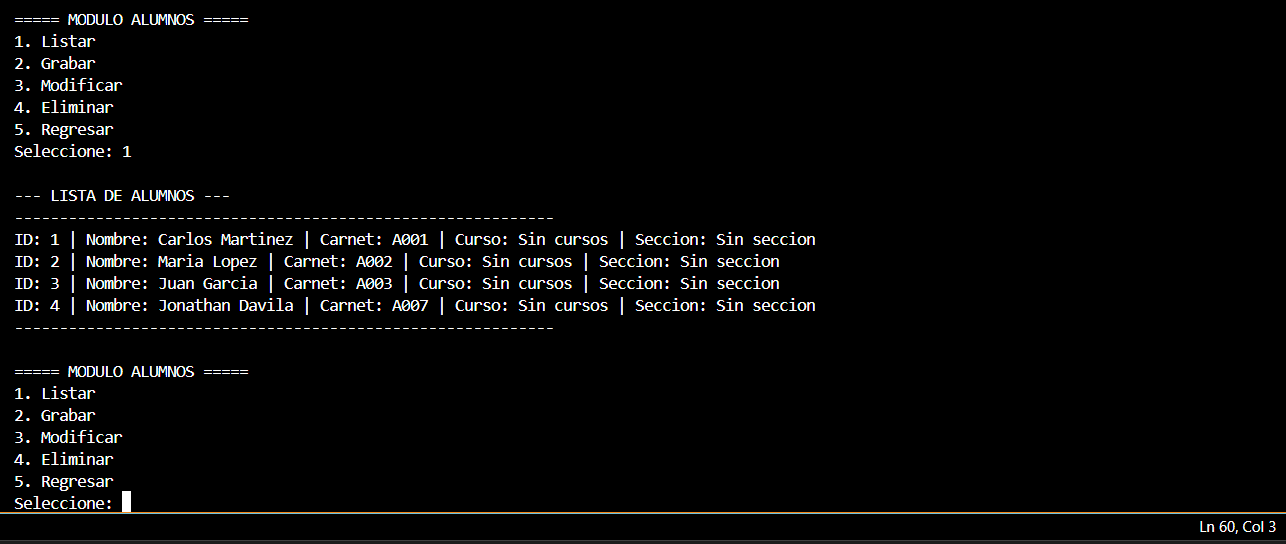 ===== MODULO ALUMNOS =====
1. Listar
2. Grabar
3. Modificar
4. Eliminar
5. Regresar
Seleccione: 1
--- LISTA DE ALUMNOS ---
------------------------------------------------------------
ID: 1 | Nombre: Carlos Martinez | Carnet: A001 | Curso: Sin cursos | Seccion: Sin seccion
ID: 2 | Nombre: Maria Lopez | Carnet: A002 | Curso: Sin cursos | Seccion: Sin seccion
ID: 3 | Nombre: Juan Garcia | Carnet: A003 | Curso: Sin cursos | Seccion: Sin seccion
ID: 4 | Nombre: Jonathan Davila | Carnet: A007 | Curso: Sin cursos | Seccion: Sin seccion
------------------------------------------------------------
===== MODULO ALUMNOS =====
1. Listar
2. Grabar
3. Modificar
4. Eliminar
5. Regresar
Seleccione:
Ln 60, Col 3